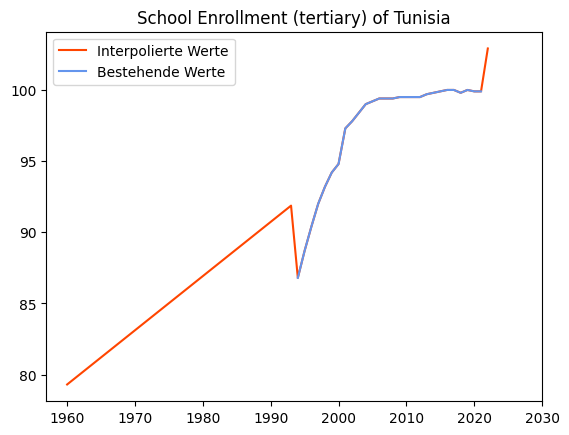 School Enrollment (tertiary) of Tunisia
Interpolierte Werte
Bestehende Werte
100
95
90
85
80
1960 1970 1980 1990 2000 2010 2020 2030